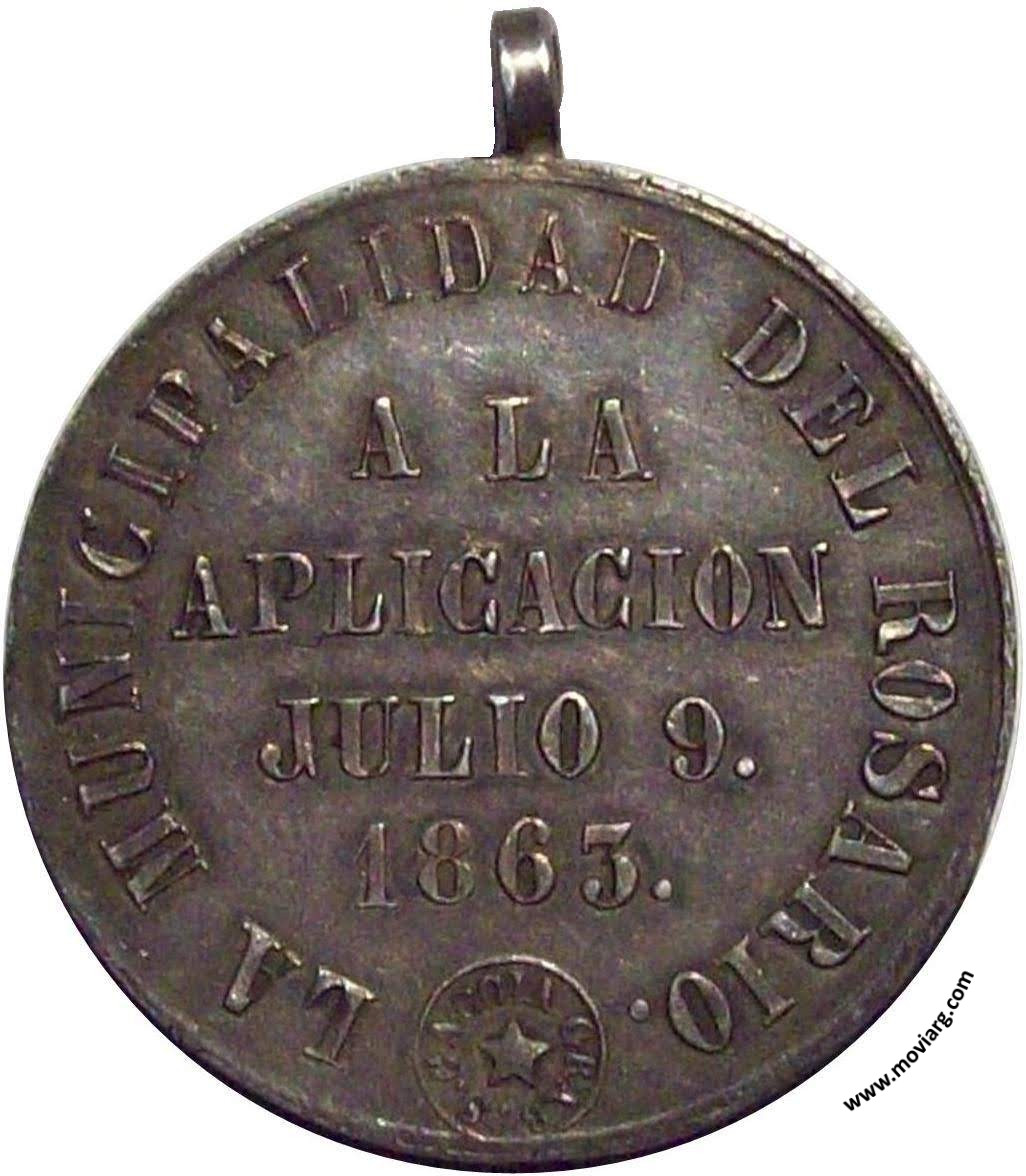 LA MUNICIPALIDAD DEL ROSARIO.
A LA
APLICACION
JULIO 9.
1863.
www.moviarg.com